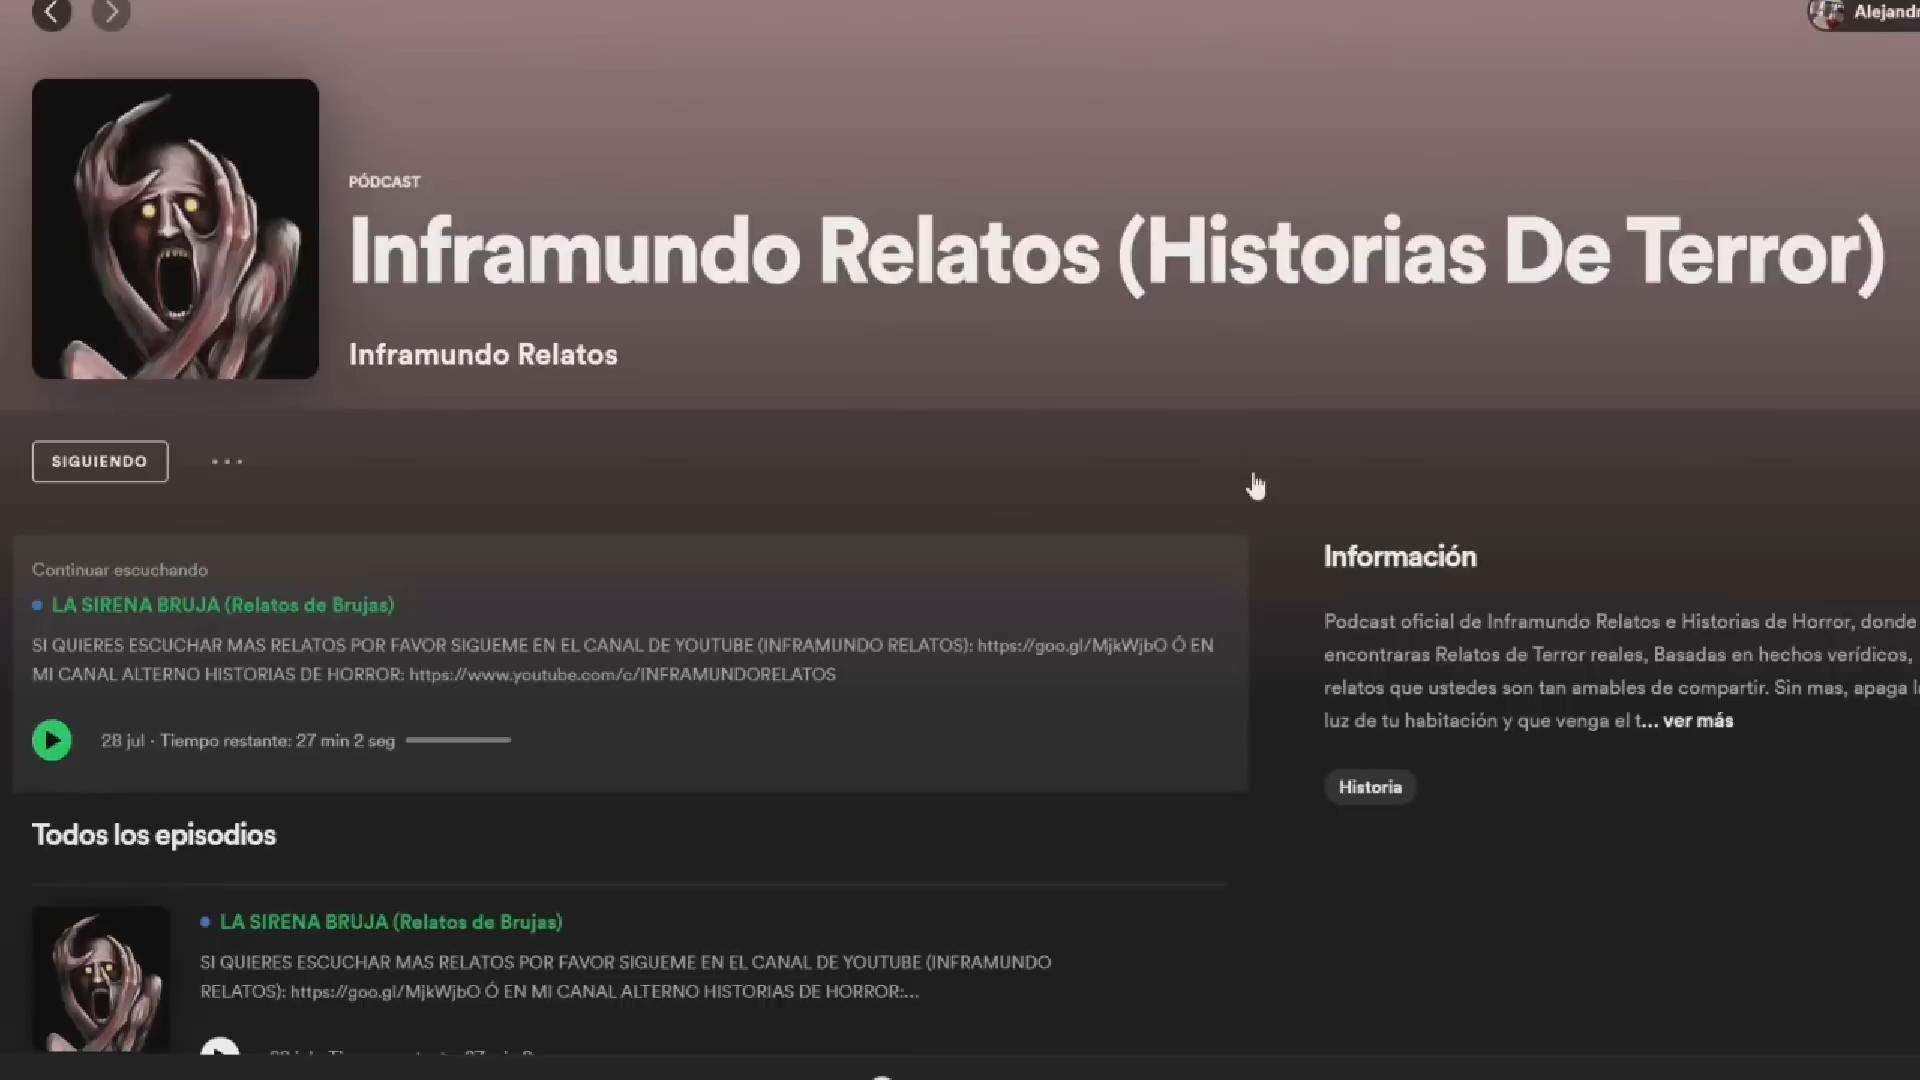 Alejandr
PÓDCAST
Inframundo Relatos (Historias De Terror)
Inframundo Relatos
SIGUIENDO
Continuar escuchando
LA SIRENA BRUJA (Relatos de Brujas)
SI QUIERES ESCUCHAR MAS RELATOS POR FAVOR SIGUEME EN EL CANAL DE YOUTUBE (INFRAMUNDO RELATOS): https://goo.gl/MjkWjbO Ó EN
MI CANAL ALTERNO HISTORIAS DE HORROR: https://www.youtube.com/c/INFRAMUNDORELATOS
28 jul · Tiempo restante: 27 min 2 seg
Información
Podcast oficial de Inframundo Relatos e Historias de Horror, donde
encontraras Relatos de Terror reales, Basadas en hechos verídicos,
relatos que ustedes son tan amables de compartir. Sin mas, apaga l
luz de tu habitación y que venga el t... ver más
Historia
Todos los episodios
LA SIRENA BRUJA (Relatos de Brujas)
SI QUIERES ESCUCHAR MAS RELATOS POR FAVOR SIGUEME EN EL CANAL DE YOUTUBE (INFRAMUNDO
RELATOS): https://goo.gl/MjkWjbO Ó EN MI CANAL ALTERNO HISTORIAS DE HORROR:...